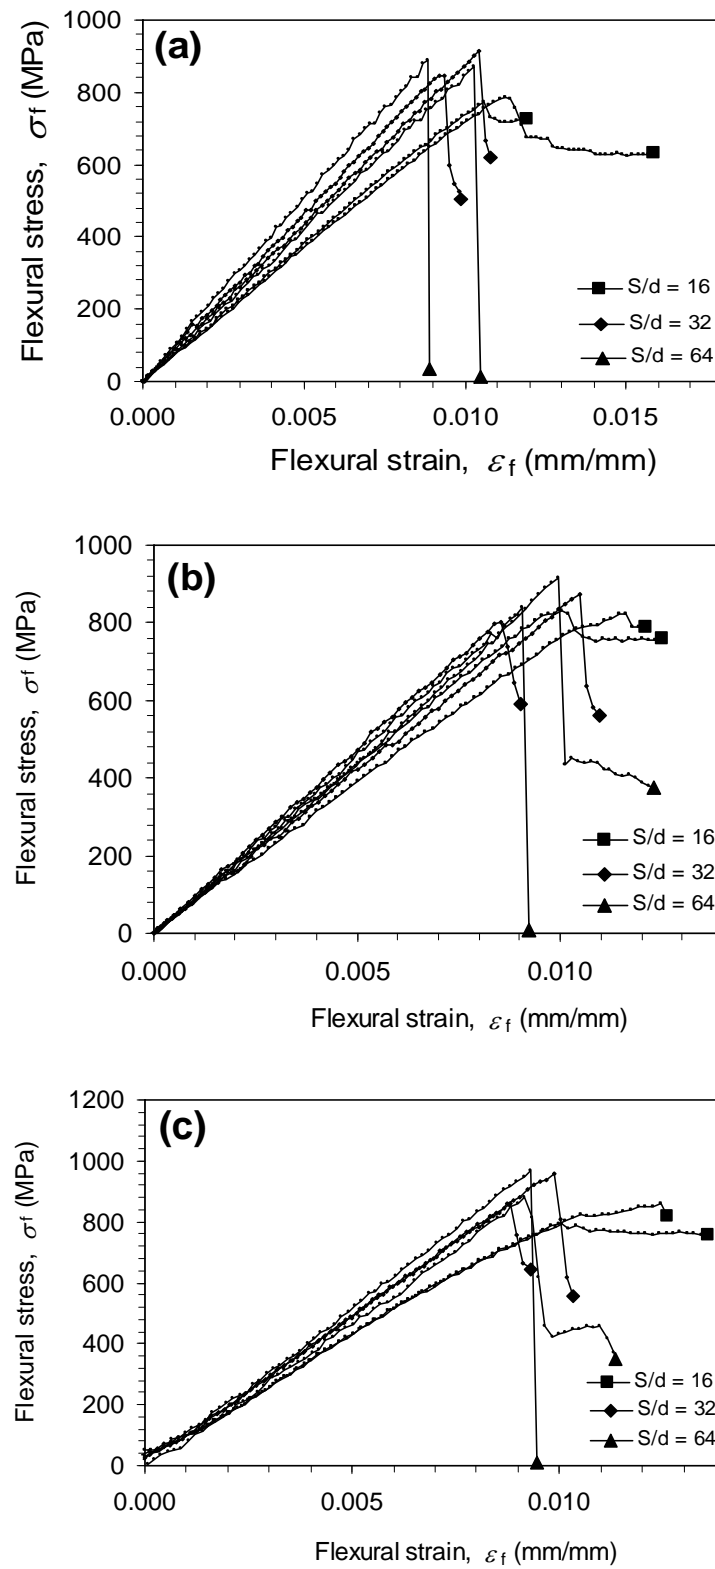 (a)
Flexural stress, σf (MPa)
1000
800
600
400
200
0
S/d = 16
S/d = 32
S/d = 64
0.000 0.005 0.010 0.015
Flexural strain, εf (mm/mm)
(b)
Flexural stress, σf (MPa)
1000
800
600
400
200
0
S/d = 16
S/d = 32
S/d = 64
0.000 0.005 0.010
Flexural strain, εf (mm/mm)
(c)
Flexural stress, σf (MPa)
1200
1000
800
600
400
200
0
S/d = 16
S/d = 32
S/d = 64
0.000 0.005 0.010
Flexural strain, εf (mm/mm)